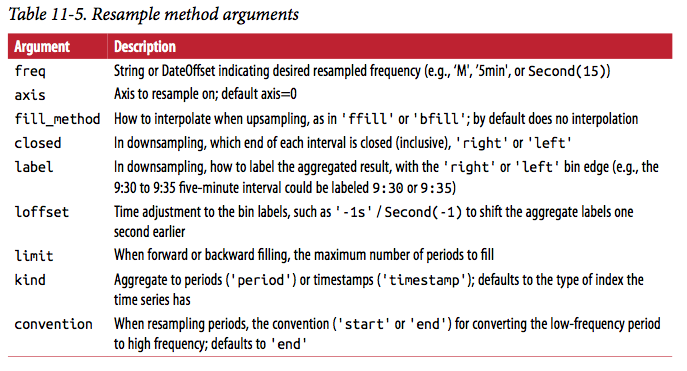 Table 11-5. Resample method arguments
Argument Description
freq String or DateOffset indicating desired resampled frequency (e.g., ‘M', ’5min', or Second(15))
axis Axis to resample on; default axis=0
fill_method How to interpolate when upsampling, as in 'ffill' or 'bfill'; by default does no interpolation
closed In downsampling, which end of each interval is closed (inclusive), 'right' or 'left'
label In downsampling, how to label the aggregated result, with the 'right' or 'left' bin edge (e.g., the
9:30 to 9:35 five-minute interval could be labeled 9:30 or 9:35)
loffset Time adjustment to the bin labels, such as '-1s' / Second(-1) to shift the aggregate labels one
second earlier
limit When forward or backward filling, the maximum number of periods to fill
kind Aggregate to periods ('period') or timestamps ('timestamp'); defaults to the type of index the
time series has
convention When resampling periods, the convention ('start' or 'end') for converting the low-frequency period
to high frequency; defaults to 'end'